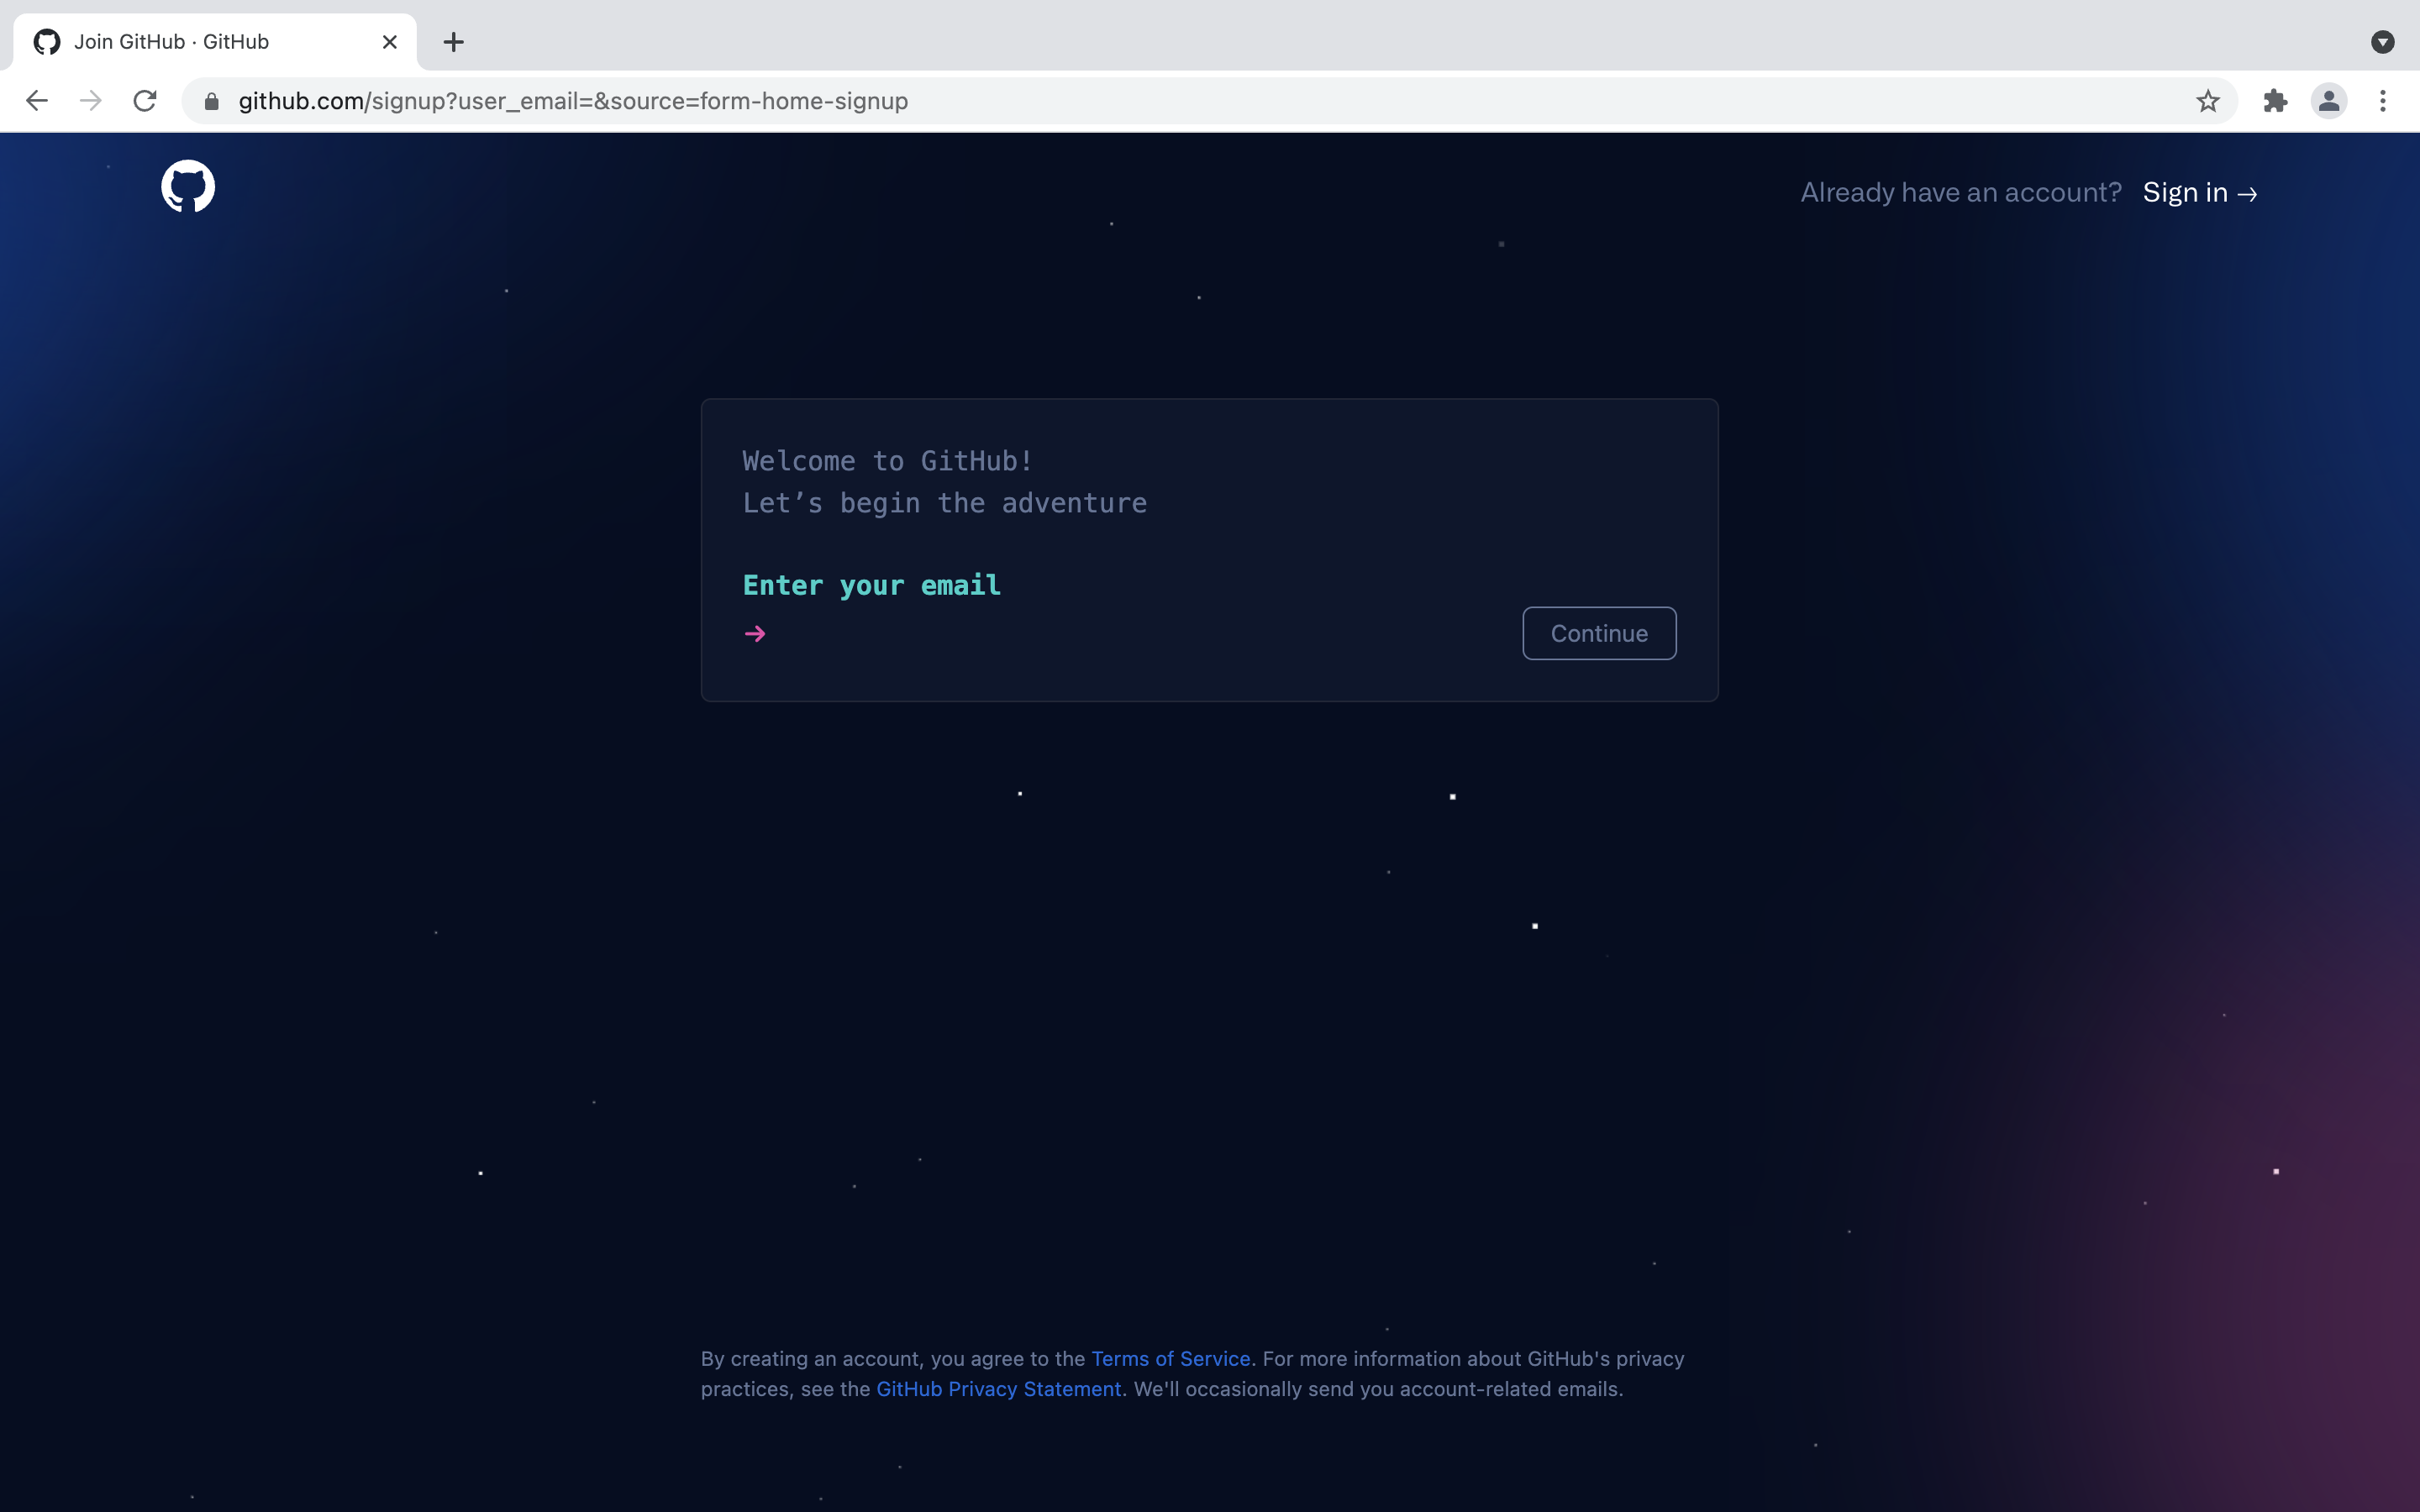 Join GitHub · GitHub
github.com/signup?user_email=&source=form-home-signup
Already have an account? Sign in →
Welcome to GitHub!
Let’s begin the adventure
Enter your email
Continue
By creating an account, you agree to the Terms of Service. For more information about GitHub's privacy
practices, see the GitHub Privacy Statement. We'll occasionally send you account-related emails.